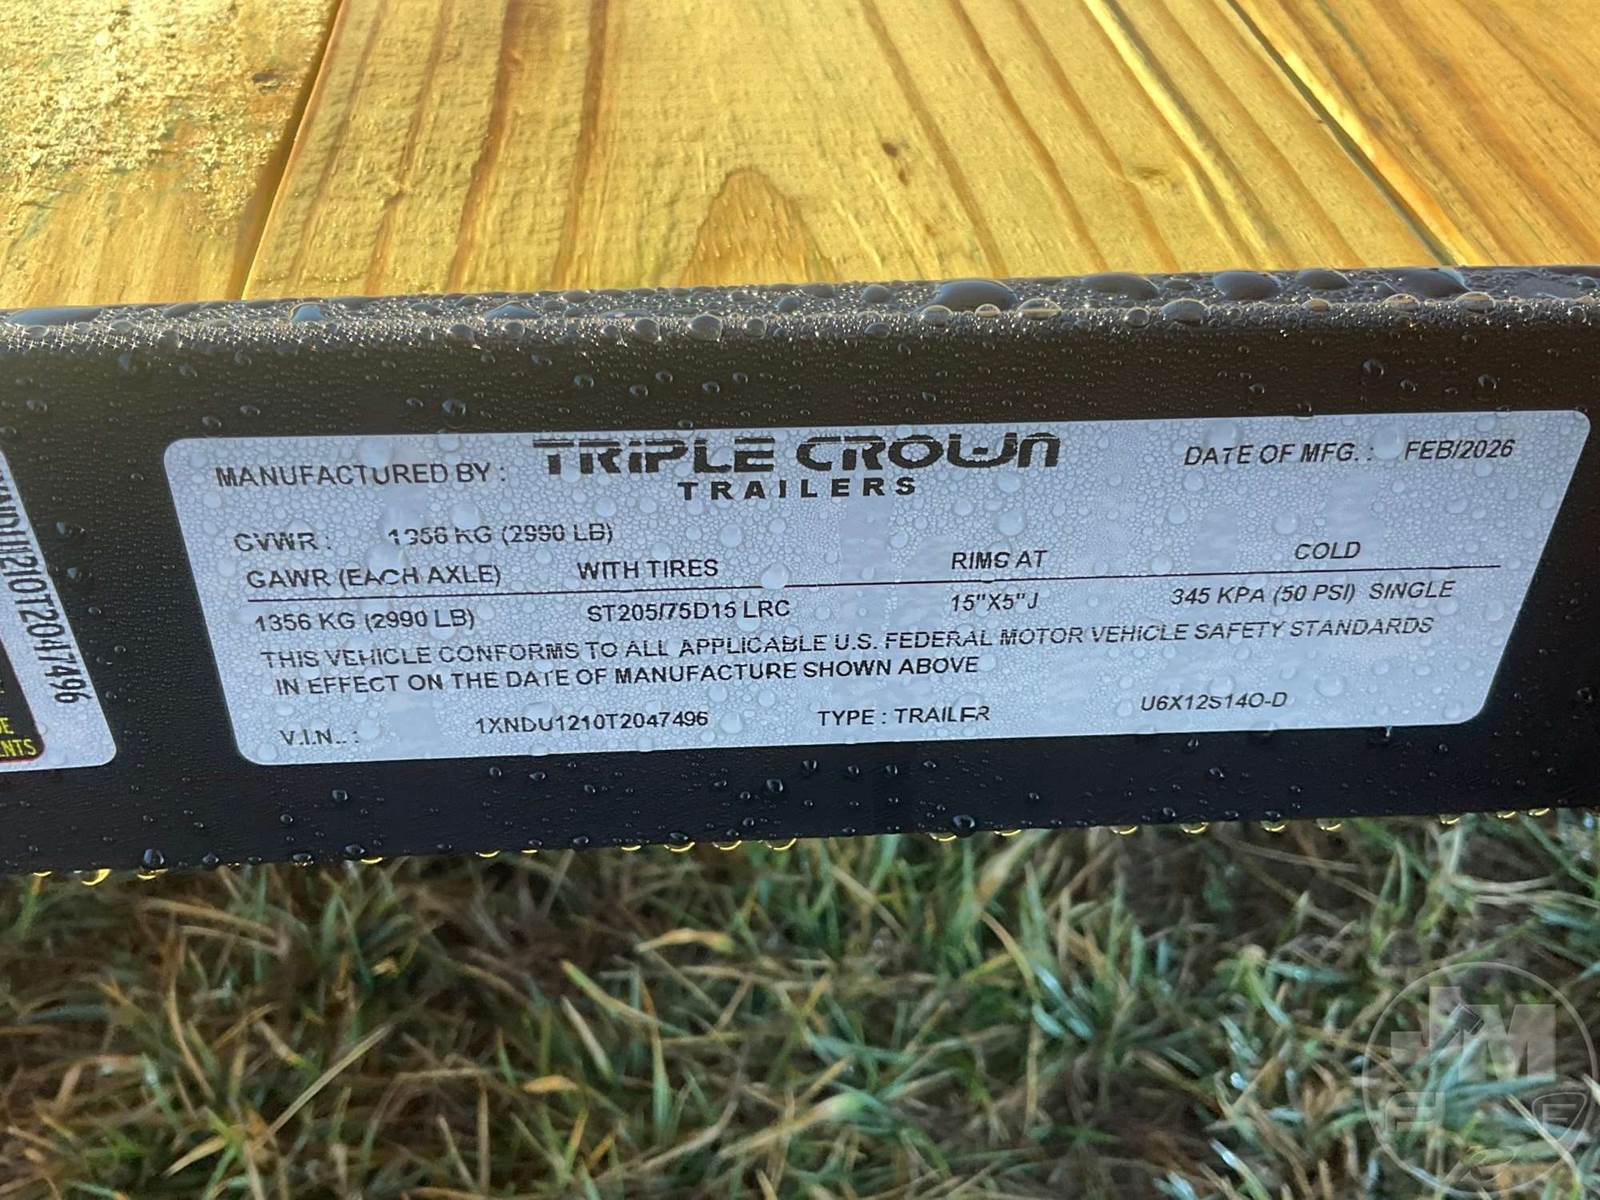 MANUFACTURED BY : TRIPLE CROWN TRAILERS DATE OF MFG. : FEB/2026
GVWR : 1356 KG (2990 LB)
GAWR (EACH AXLE) WITH TIRES RIMS AT COLD
1356 KG (2990 LB) ST205/75D15 LRC 15"X5"J 345 KPA (50 PSI) SINGLE
THIS VEHICLE CONFORMS TO ALL APPLICABLE U.S. FEDERAL MOTOR VEHICLE SAFETY STANDARDS
IN EFFECT ON THE DATE OF MANUFACTURE SHOWN ABOVE
V.I.N.. : 1XNDU1210T2047496 TYPE : TRAILER U6X12S14O-D
1XNDU1210T2047496
NTS
JM